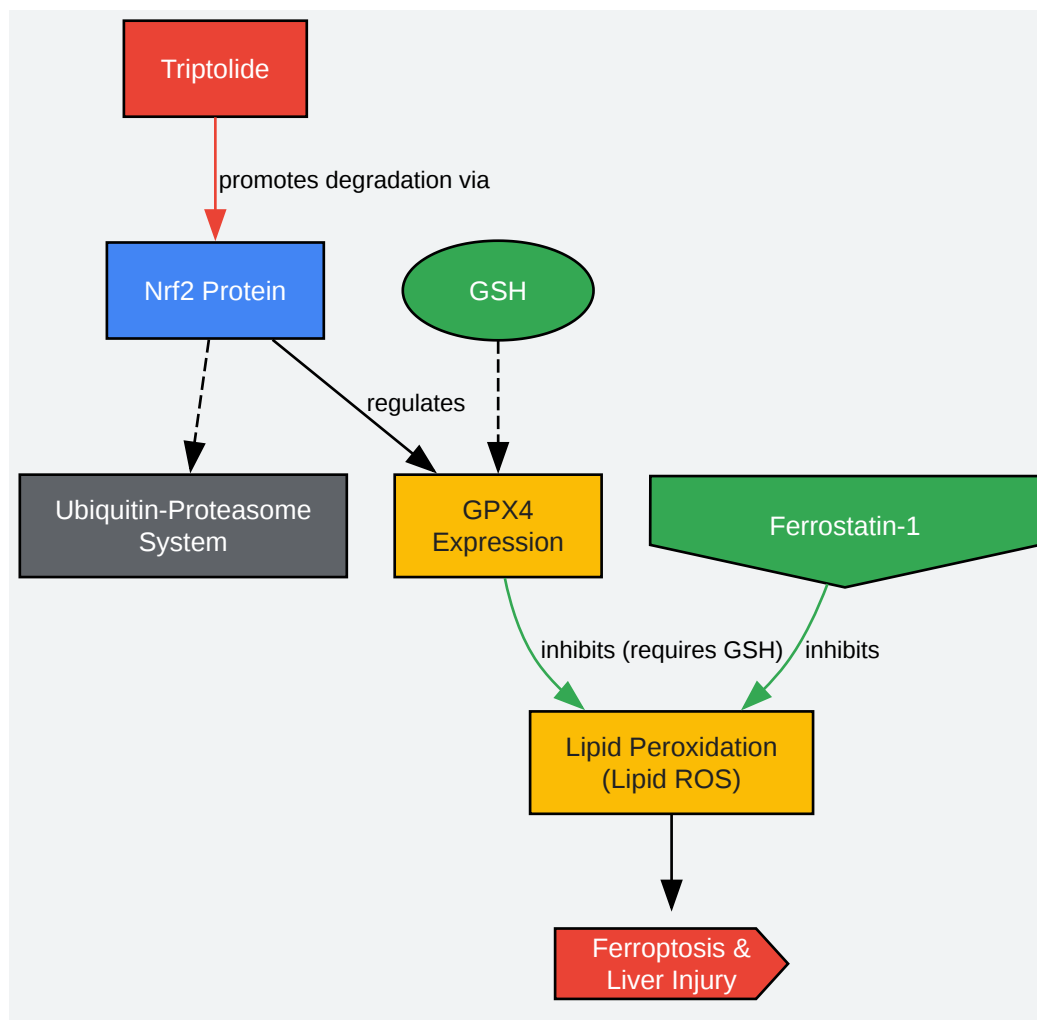 Triptolide
promotes degradation via
Nrf2 Protein
GSH
regulates
Ubiquitin-Proteasome
System
GPX4
Expression
Ferrostatin-1
inhibits (requires GSH)
inhibits
Lipid Peroxidation
(Lipid ROS)
Ferroptosis &
Liver Injury